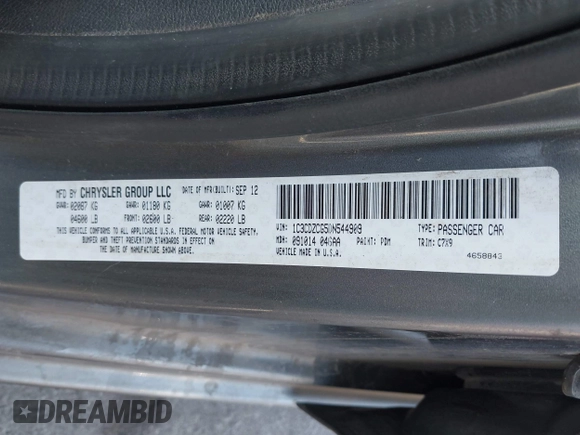 MFD BY CHRYSLER GROUP LLC DATE OF MFR(BUILT): SEP 12
GVWR: 02087 KG GAWR: 01180 KG GAWR: 01007 KG
04600 LB FRONT: 02600 LB REAR: 02220 LB
THIS VEHICLE CONFORMS TO ALL APPLICABLE U.S.A. FEDERAL MOTOR VEHICLE SAFETY,
BUMPER AND THEFT PREVENTION STANDARDS IN EFFECT ON
THE DATE OF MANUFACTURE SHOWN ABOVE.
VIN: 1C3CDZCG5DN544909 TYPE: PASSENGER CAR
MDH: 091014 04GAA PAINT: PDM TRIM: C7X9
VEHICLE MADE IN U.S.A. 4658843
DREAMBID